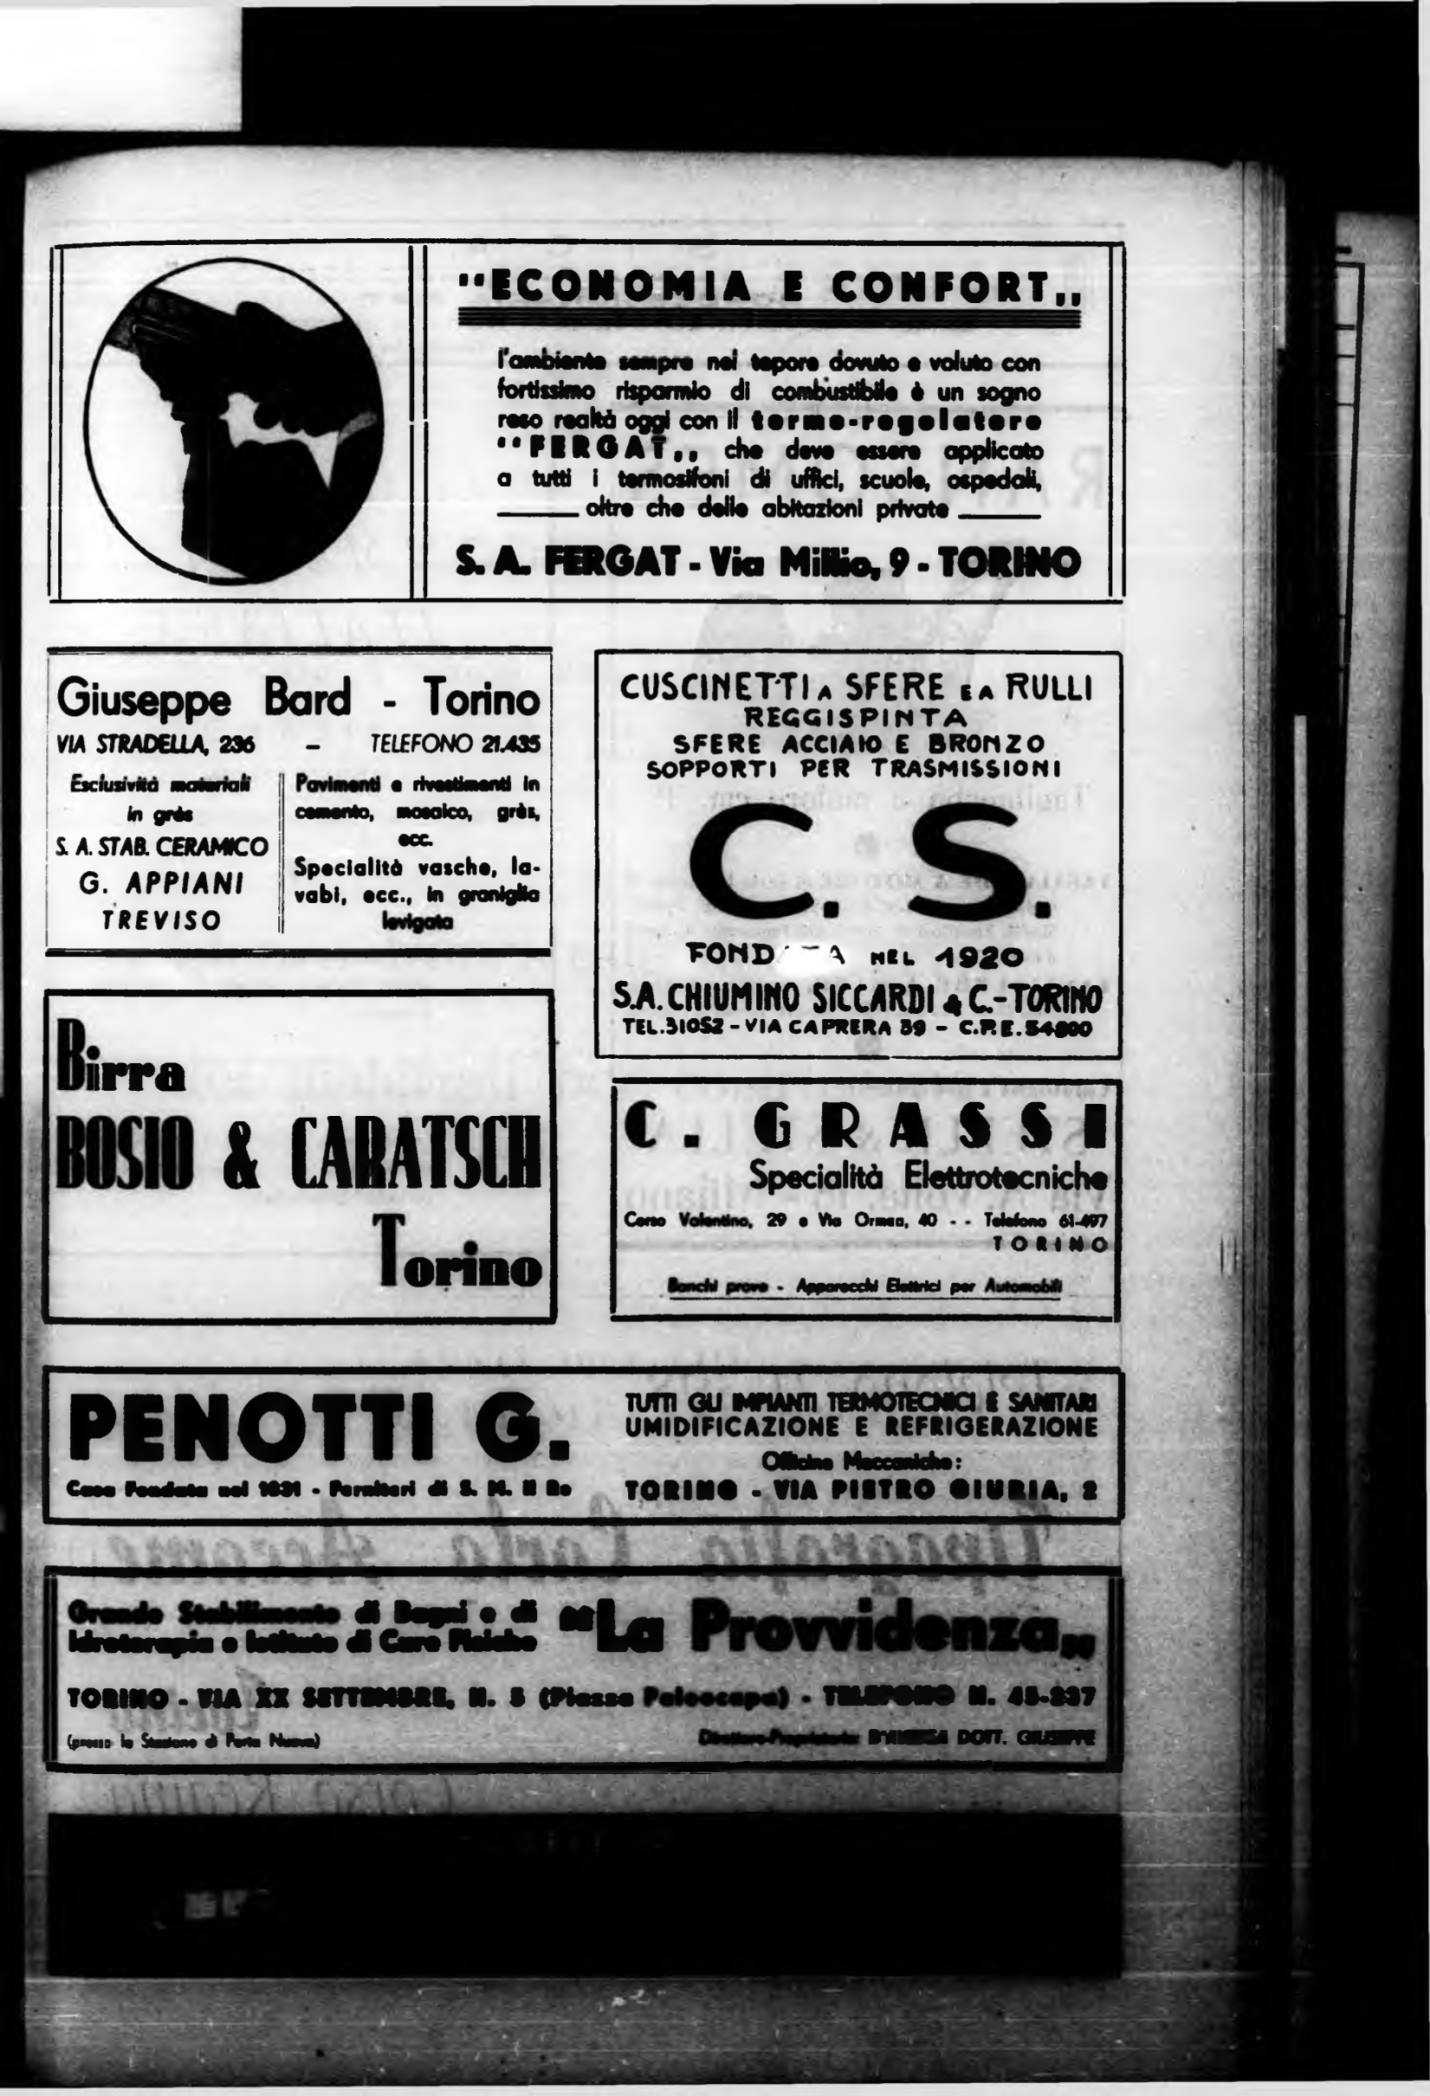 "ECONOMIA E CONFORT„
l'ambiente sempre nel tepore dovuto e voluto con
fortissimo risparmio di combustibile è un sogno
reso realtà oggi con il termo-regolatore
"FERGAT„ che deve essere applicato
a tutti i termosifoni di uffici, scuole, ospedali,
oltre che delle abitazioni private
S. A. FERGAT - Via Millio, 9 - TORINO
Giuseppe Bard - Torino
VIA STRADELLA, 236 - TELEFONO 21.435
Esclusività materiali
in grès
S. A. STAB. CERAMICO
G. APPIANI
TREVISO
Pavimenti e rivestimenti in
cemento, mosaico, grès,
ecc.
Specialità vasche, la-
vabi, ecc., in graniglia
levigata
CUSCINETTI A SFERE E A RULLI
REGGISPINTA
SFERE ACCIAIO E BRONZO
SOPPORTI PER TRASMISSIONI
C. S.
FONDATA NEL 1920
S.A. CHIUMINO SICCARDI & C.-TORINO
TEL. 31052 - VIA CAPRERA 39 - C.P.E. 54800
Birra
BOSIO & CARATSCH
Torino
C. GRASSI
Specialità Elettrotecniche
Corso Valentino, 29 e Via Ormea, 40 - - Telefono 61-497
TORINO
Banchi prova - Apparecchi Elettrici per Automobili
PENOTTI G.
Casa Fondata nel 1831 - Fornitori di S. M. il Re
TUTTI GLI IMPIANTI TERMOTECNICI E SANITARI
UMIDIFICAZIONE E REFRIGERAZIONE
Officine Meccaniche:
TORINO - VIA PIETRO GIURIA, 2
Grande Stabilimento di Bagni e di
Idroterapia e Istituto di Cure Fisiche
"La Provvidenza„
TORINO - VIA XX SETTEMBRE, N. 5 (Piazza Paleocapa) - TELEFONO N. 45-237
(presso la Stazione di Porta Nuova)
Direttore-Proprietario: DOTT. GIUSEPPE